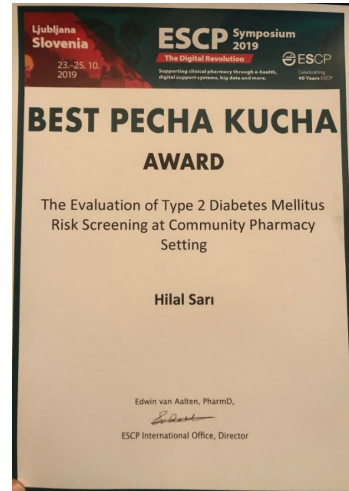 Ljubljana
Slovenia
23.-25. 10.
2019
ESCP Symposium
2019
The Digital Revolution
Supporting clinical pharmacy through e-health,
digital support systems, big data and more.
ESCP
Celebrating
40 Years ESCP
BEST PECHA KUCHA
AWARD
The Evaluation of Type 2 Diabetes Mellitus
Risk Screening at Community Pharmacy
Setting
Hilal Sarı
Edwin van Aalten, PharmD,
ESCP International Office, Director